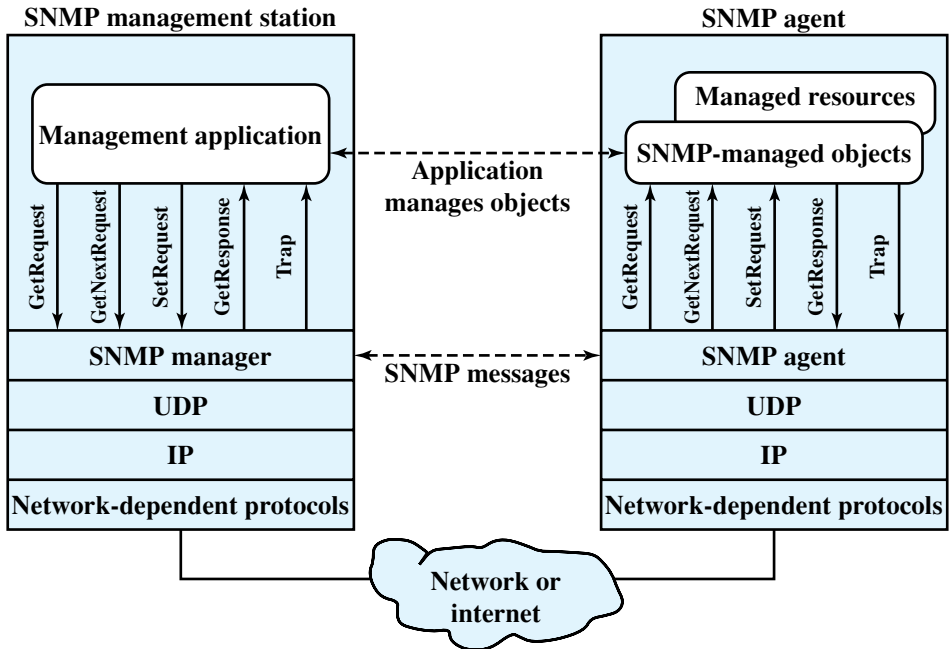 SNMP management station
SNMP agent
Management application
Managed resources
SNMP-managed objects
Application
manages objects
GetRequest
GetNextRequest
SetRequest
GetResponse
Trap
GetRequest
GetNextRequest
SetRequest
GetResponse
Trap
SNMP manager
SNMP messages
SNMP agent
UDP
UDP
IP
IP
Network-dependent protocols
Network-dependent protocols
Network or
internet